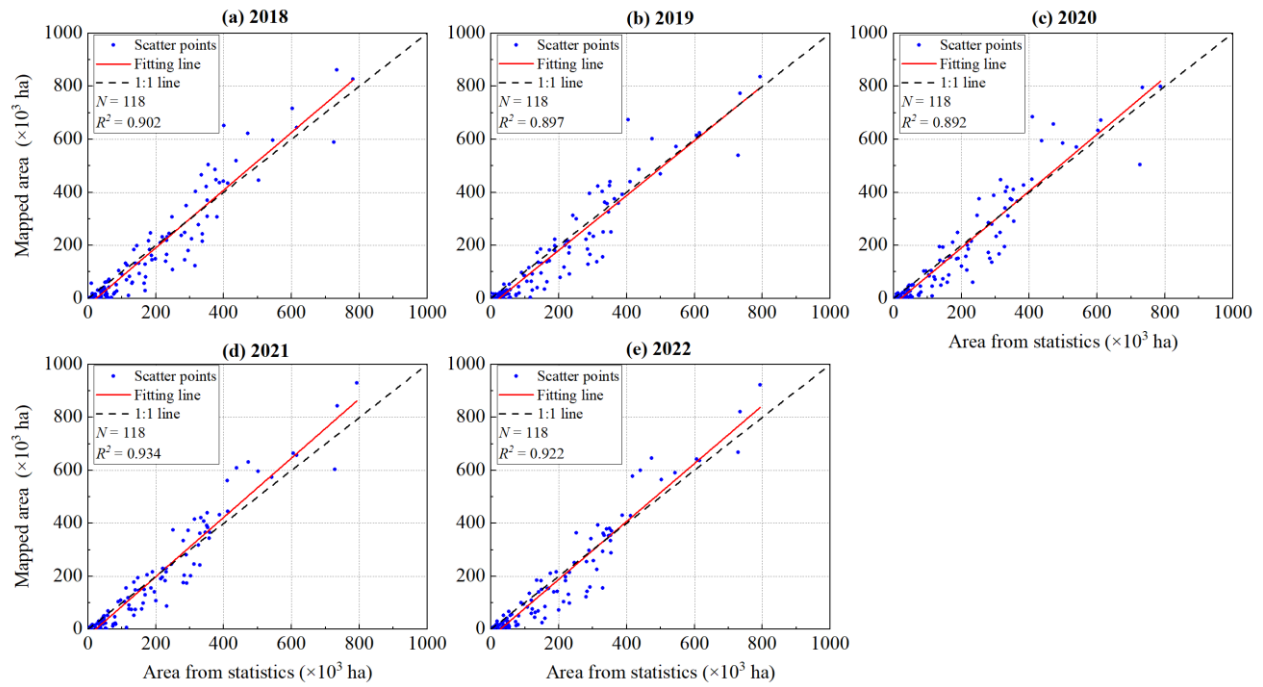 (a) 2018
Mapped area (×10³ ha)
1000
800
600
400
200
0
0 200 400 600 800 1000
Scatter points
Fitting line
1:1 line
N = 118
R² = 0.902
(b) 2019
1000
800
600
400
200
0
0 200 400 600 800 1000
Scatter points
Fitting line
1:1 line
N = 118
R² = 0.897
(c) 2020
1000
800
600
400
200
0
0 200 400 600 800 1000
Scatter points
Fitting line
1:1 line
N = 118
R² = 0.892
Area from statistics (×10³ ha)
(d) 2021
Mapped area (×10³ ha)
1000
800
600
400
200
0
0 200 400 600 800 1000
Scatter points
Fitting line
1:1 line
N = 118
R² = 0.934
Area from statistics (×10³ ha)
(e) 2022
1000
800
600
400
200
0
0 200 400 600 800 1000
Scatter points
Fitting line
1:1 line
N = 118
R² = 0.922
Area from statistics (×10³ ha)